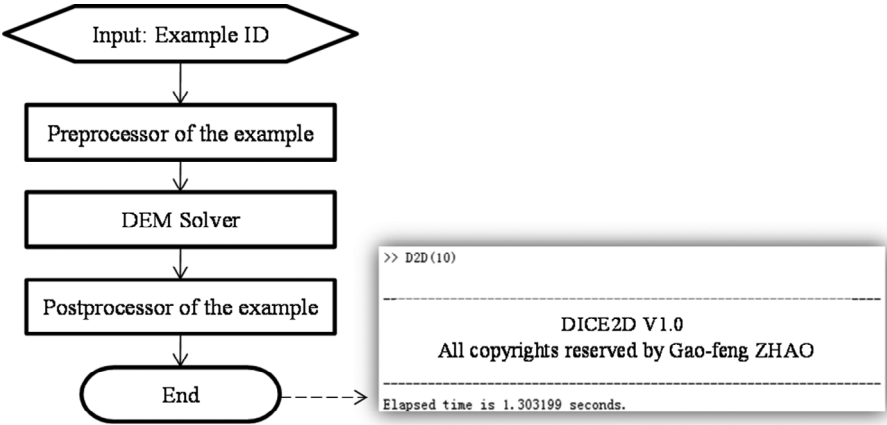 Input: Example ID
Preprocessor of the example
DEM Solver
Postprocessor of the example
End
>> D2D(10)
DICE2D V1.0
All copyrights reserved by Gao-feng ZHAO
Elapsed time is 1.303199 seconds.